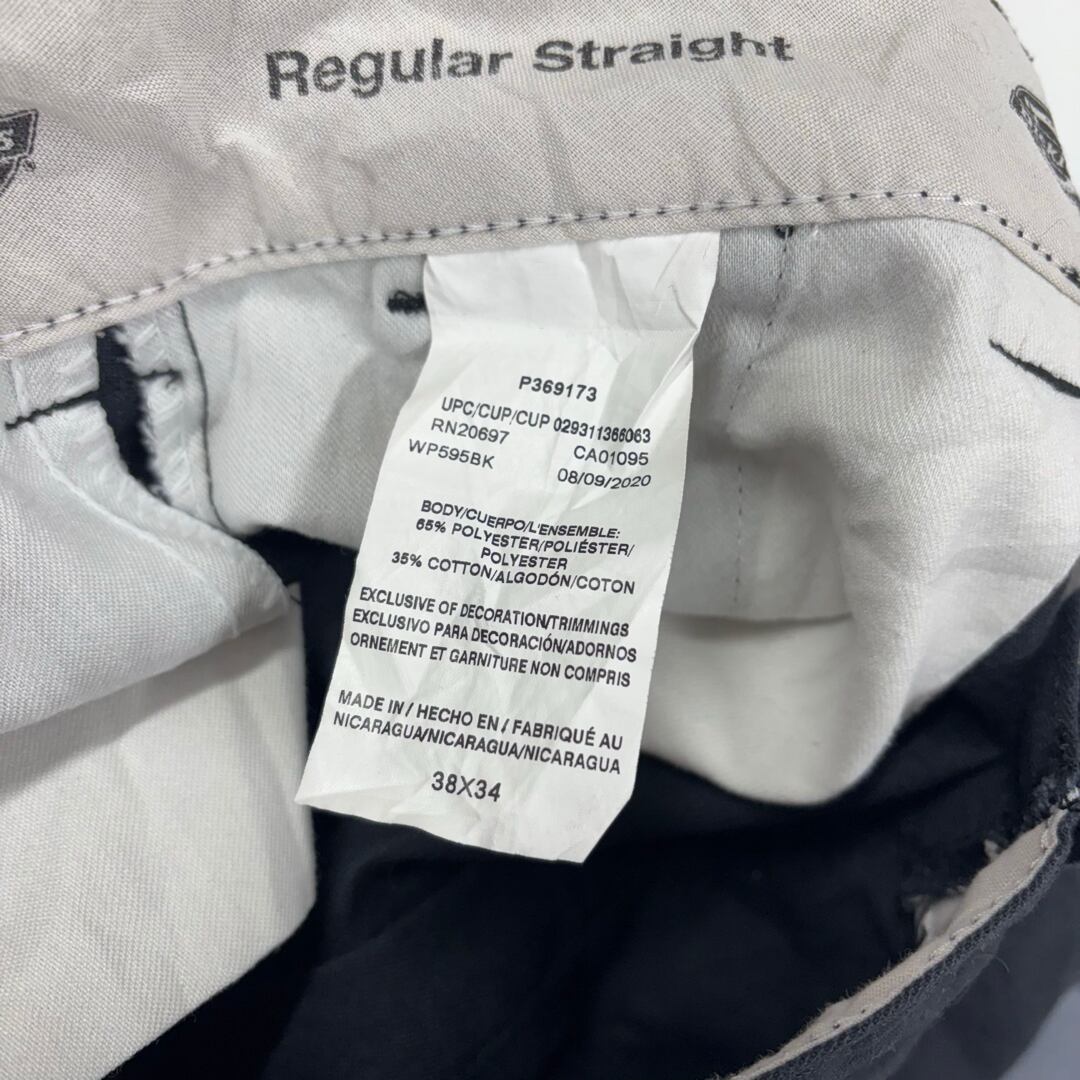 Regular Straight
P369173
UPC/CUP/CUP 029311366063
RN20697 CA01095
WP595BK 08/09/2020
BODY/CUERPO/L'ENSEMBLE:
65% POLYESTER/POLIÉSTER/
POLYESTER
35% COTTON/ALGODÓN/COTON
EXCLUSIVE OF DECORATION/TRIMMINGS
EXCLUSIVO PARA DECORACIÓN/ADORNOS
ORNEMENT ET GARNITURE NON COMPRIS
MADE IN / HECHO EN / FABRIQUÉ AU
NICARAGUA/NICARAGUA/NICARAGUA
38X34